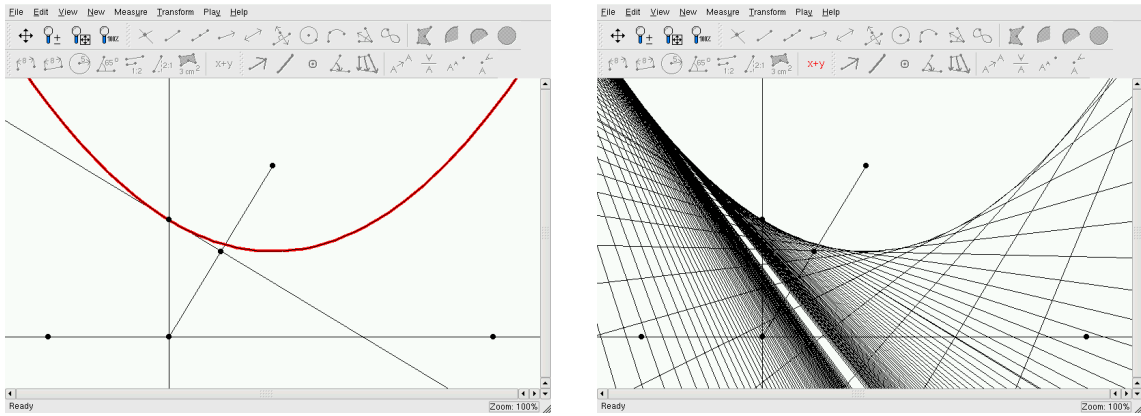 File Edit View New Measure Transform Play Help
x+y
Ready
Zoom: 100%
File Edit View New Measure Transform Play Help
x+y
Ready
Zoom: 100%